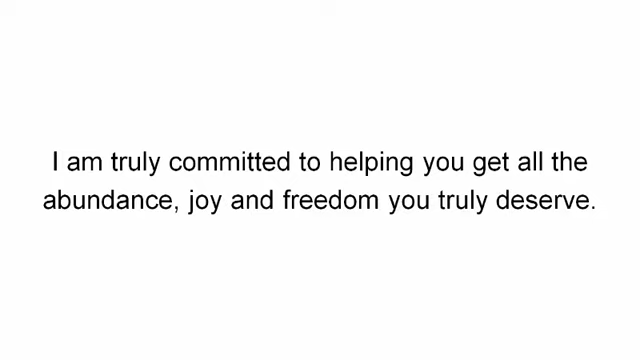 I am truly committed to helping you get all the
abundance, joy and freedom you truly deserve.